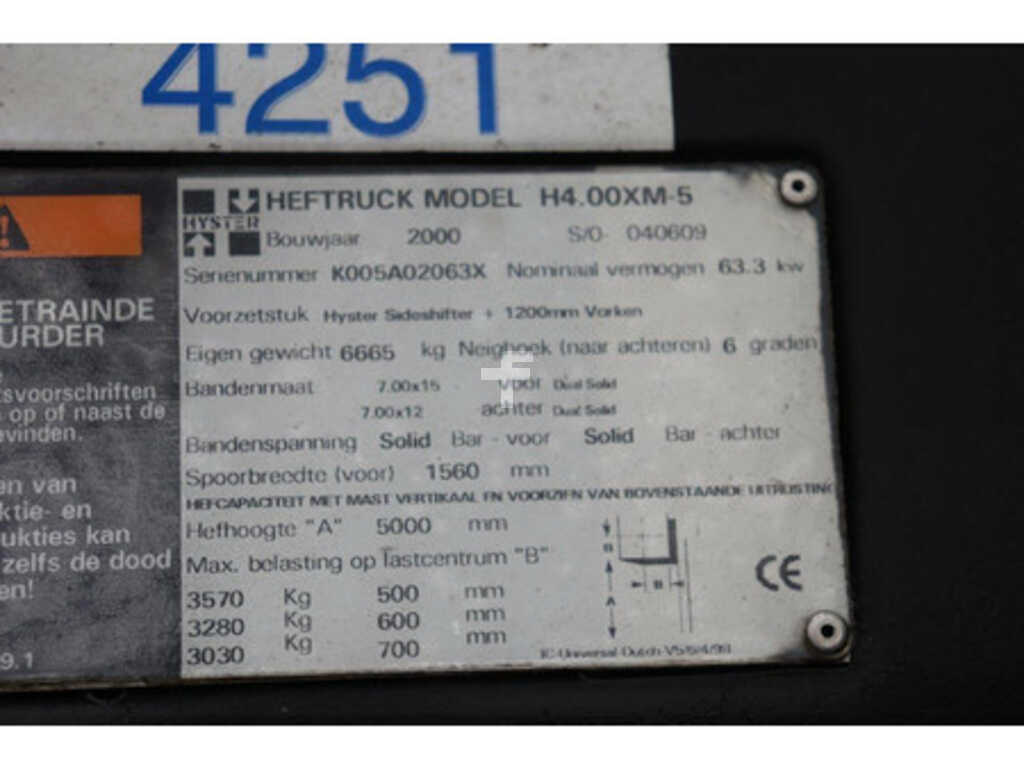 4251
HEFTRUCK MODEL H4.00XM-5
HYSTER
Bouwjaar 2000 S/O 040609
Serienummer K005A02063X Nominaal vermogen 63.3 kw
Voorzetstuk Hyster Sideshifter + 1200mm Vorken
Eigen gewicht 6665 kg Neighoek (naar achteren) 6 graden
Bandenmaat 7.00x15 voor Dual Solid
7.00x12 achter Dual Solid
Bandenspanning Solid Bar - voor Solid Bar - achter
Spoorbreedte (voor) 1560 mm
HEFCAPACITEIT MET MAST VERTIKAAL EN VOORZIEN VAN BOVENSTAANDE UITRUSTING
Hefhoogte "A" 5000 mm
Max. belasting op lastcentrum "B"
3570 Kg 500 mm
3280 Kg 600 mm
3030 Kg 700 mm
B
B
A
CE
ETRAINDE
URDER
svoorschriften
op of naast de
vinden.
en van
ktie- en
ukties kan
zelfs de dood
en!
9.1